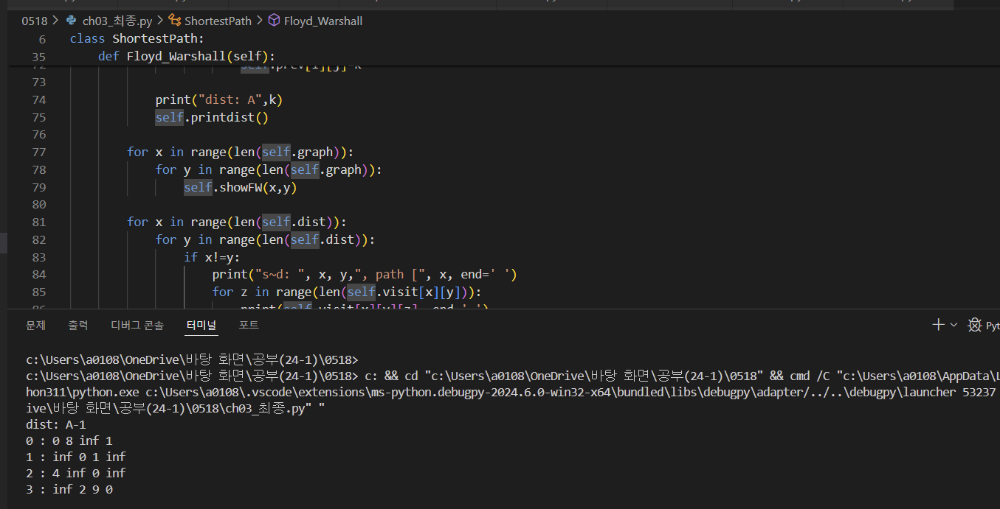 0518 > ch03_최종.py > ShortestPath > Floyd_Warshall
6 class ShortestPath:
35 def Floyd_Warshall(self):
73
74 print("dist: A",k)
75 self.printdist()
76
77 for x in range(len(self.graph)):
78 for y in range(len(self.graph)):
79 self.showFW(x,y)
80
81 for x in range(len(self.dist)):
82 for y in range(len(self.dist)):
83 if x!=y:
84 print("s~d: ", x, y,", path [", x, end=' ')
85 for z in range(len(self.visit[x][y])):
문제 출력 디버그 콘솔 터미널 포트
c:\Users\a0108\OneDrive\바탕 화면\공부(24-1)\0518>
c:\Users\a0108\OneDrive\바탕 화면\공부(24-1)\0518> c: && cd "c:\Users\a0108\OneDrive\바탕 화면\공부(24-1)\0518" && cmd /C "c:\Users\a0108\AppData\
hon311\python.exe c:\Users\a0108\.vscode\extensions\ms-python.debugpy-2024.6.0-win32-x64\bundled\libs\debugpy\adapter/../..\debugpy\launcher 53237
ive\바탕 화면\공부(24-1)\0518\ch03_최종.py" "
dist: A-1
0 : 0 8 inf 1
1 : inf 0 1 inf
2 : 4 inf 0 inf
3 : inf 2 9 0